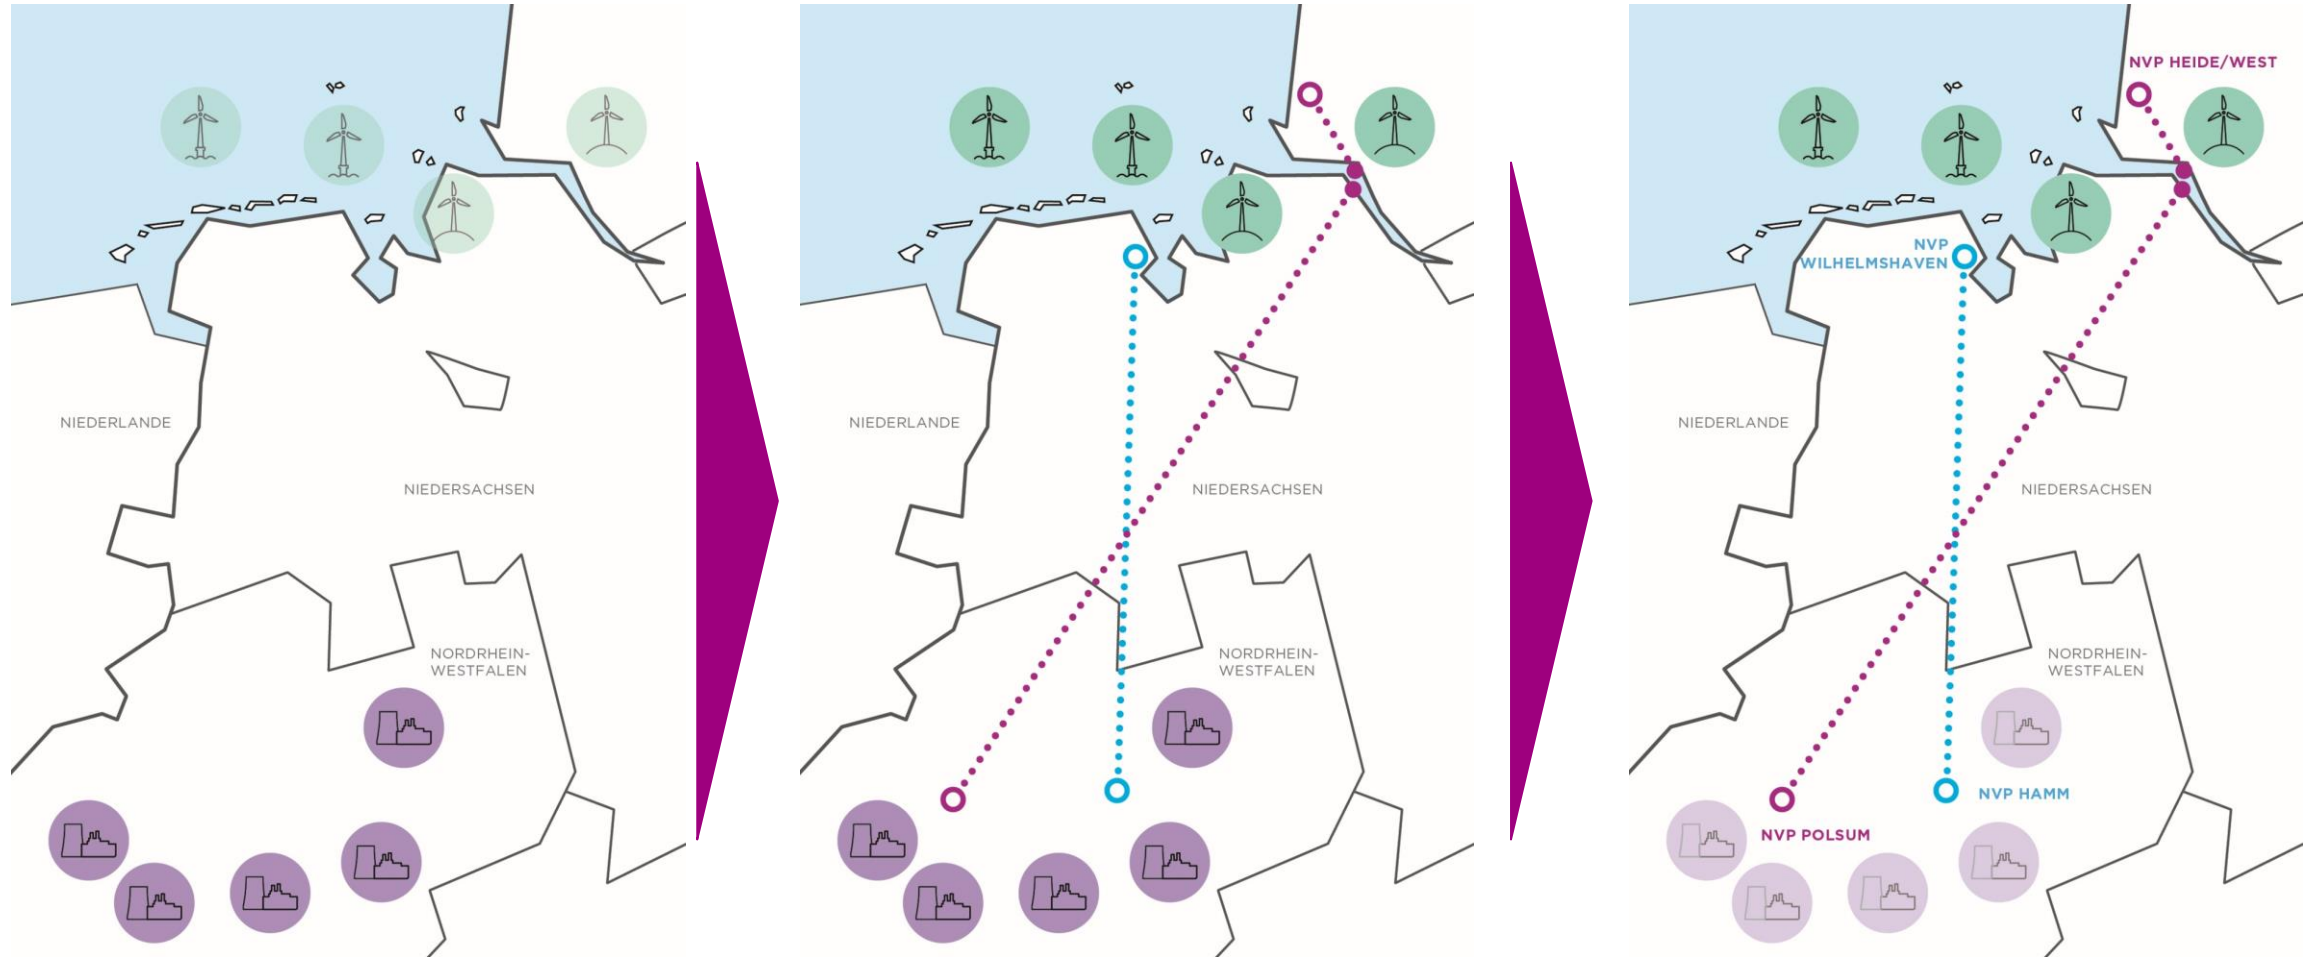 NIEDERLANDE
NIEDERSACHSEN
NORDRHEIN-
WESTFALEN
NIEDERLANDE
NIEDERSACHSEN
NORDRHEIN-
WESTFALEN
NVP HEIDE/WEST
NVP
WILHELMSHAVEN
NIEDERLANDE
NIEDERSACHSEN
NORDRHEIN-
WESTFALEN
NVP HAMM
NVP POLSUM